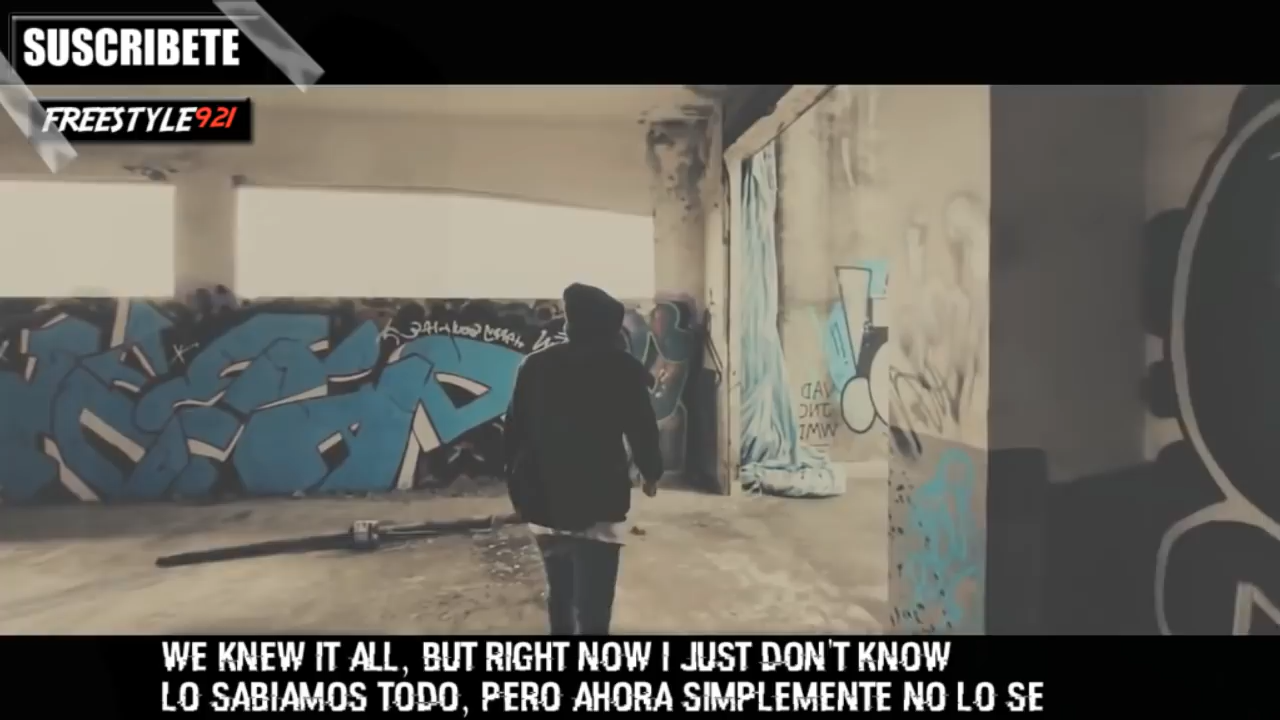 SUSCRIBETE
FREESTYLE921
WE KNEW IT ALL, BUT RIGHT NOW I JUST DON'T KNOW
LO SABIAMOS TODO, PERO AHORA SIMPLEMENTE NO LO SE